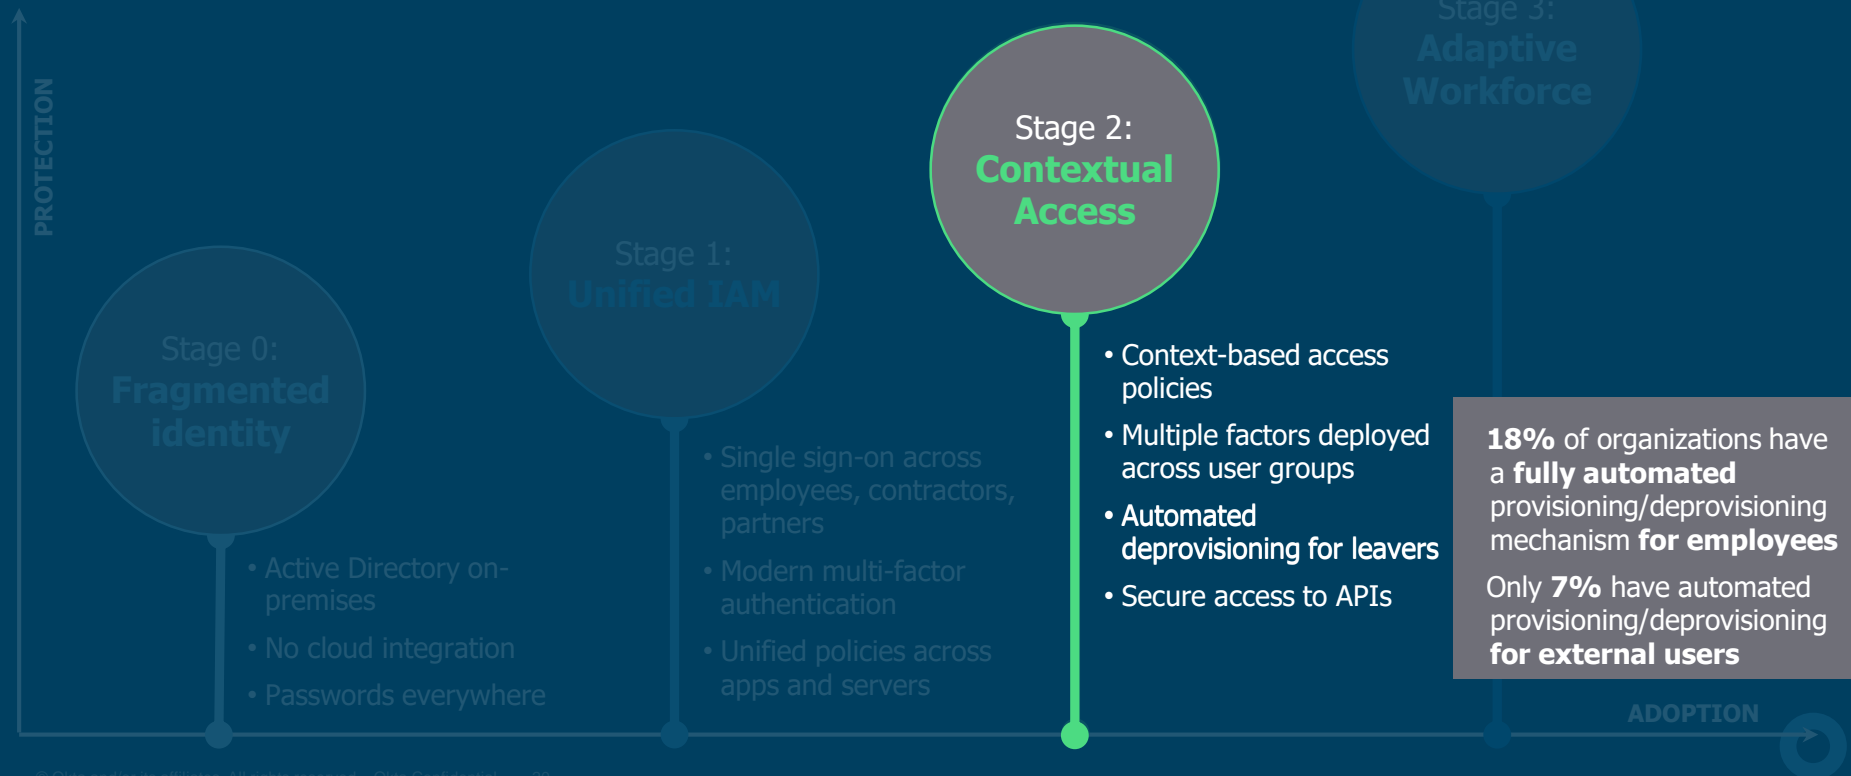 PROTECTION
Stage 0:
Fragmented
identity
• Active Directory on-
premises
• No cloud integration
• Passwords everywhere
Stage 1:
Unified IAM
• Single sign-on across
employees, contractors,
partners
• Modern multi-factor
authentication
• Unified policies across
apps and servers
Stage 2:
Contextual
Access
• Context-based access
policies
• Multiple factors deployed
across user groups
• Automated
deprovisioning for leavers
• Secure access to APIs
Stage 3:
Adaptive
Workforce
18% of organizations have
a fully automated
provisioning/deprovisioning
mechanism for employees
Only 7% have automated
provisioning/deprovisioning
for external users
ADOPTION